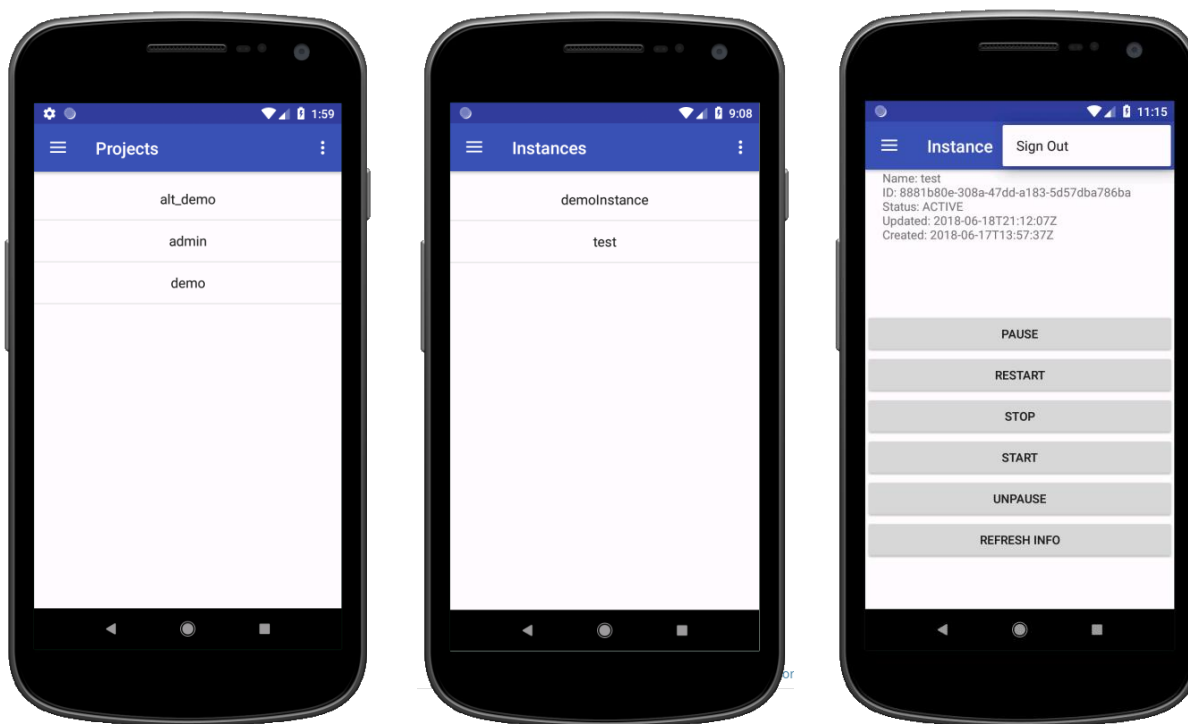 1:59
Projects
alt_demo
admin
demo
9:08
Instances
demoInstance
test
or
11:15
Instance
Sign Out
Name: test
ID: 8881b80e-308a-47dd-a183-5d57dba786ba
Status: ACTIVE
Updated: 2018-06-18T21:12:07Z
Created: 2018-06-17T13:57:37Z
PAUSE
RESTART
STOP
START
UNPAUSE
REFRESH INFO